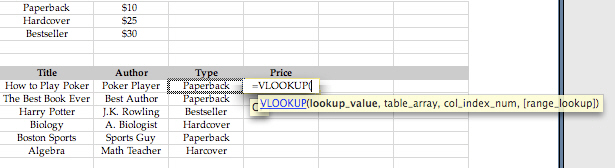 Paperback $10
Hardcover $25
Bestseller $30
Title Author Type Price
How to Play Poker Poker Player Paperback =VLOOKUP(
The Best Book Ever Best Author Paperback
VLOOKUP(lookup_value, table_array, col_index_num, [range_lookup])
Harry Potter J.K. Rowling Bestseller
Biology A. Biologist Hardcover
Boston Sports Sports Guy Paperback
Algebra Math Teacher Harcover